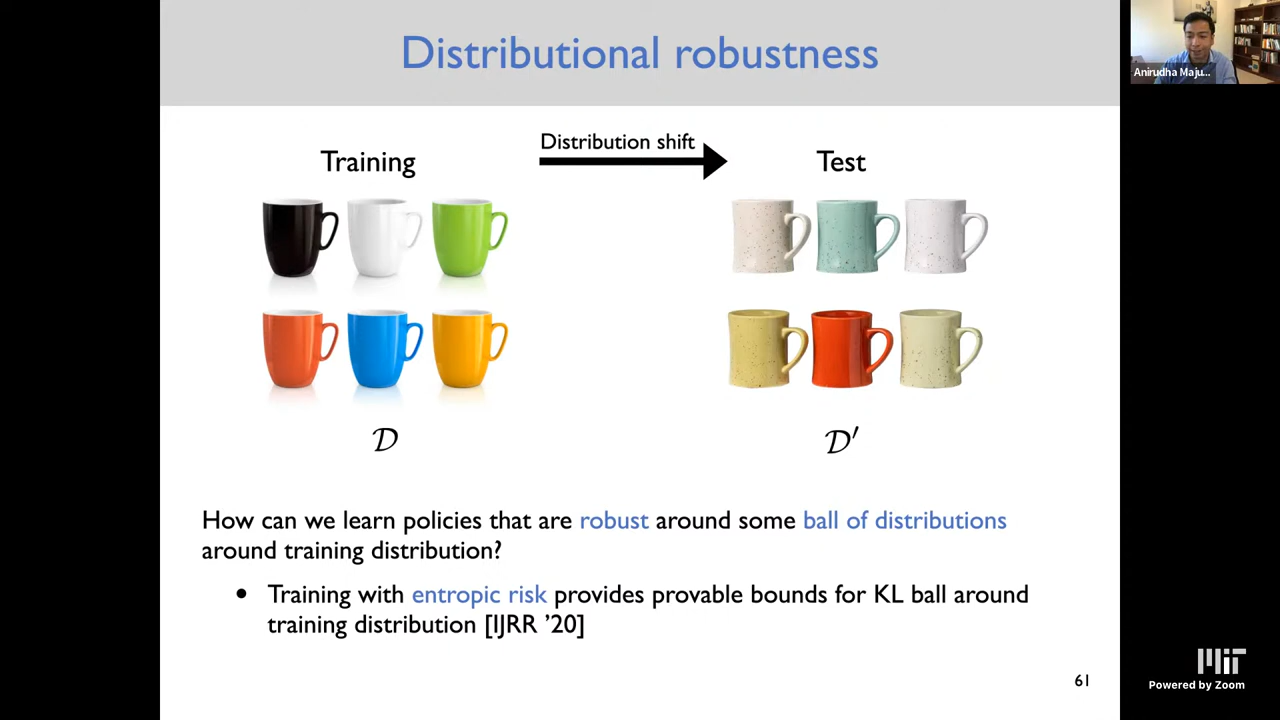 Distributional robustness
Anirudha Maju...
Distribution shift
Training
Test
𝒟
𝒟′
How can we learn policies that are robust around some ball of distributions
around training distribution?
• Training with entropic risk provides provable bounds for KL ball around
training distribution [IJRR ’20]
61
MIT
Powered by Zoom